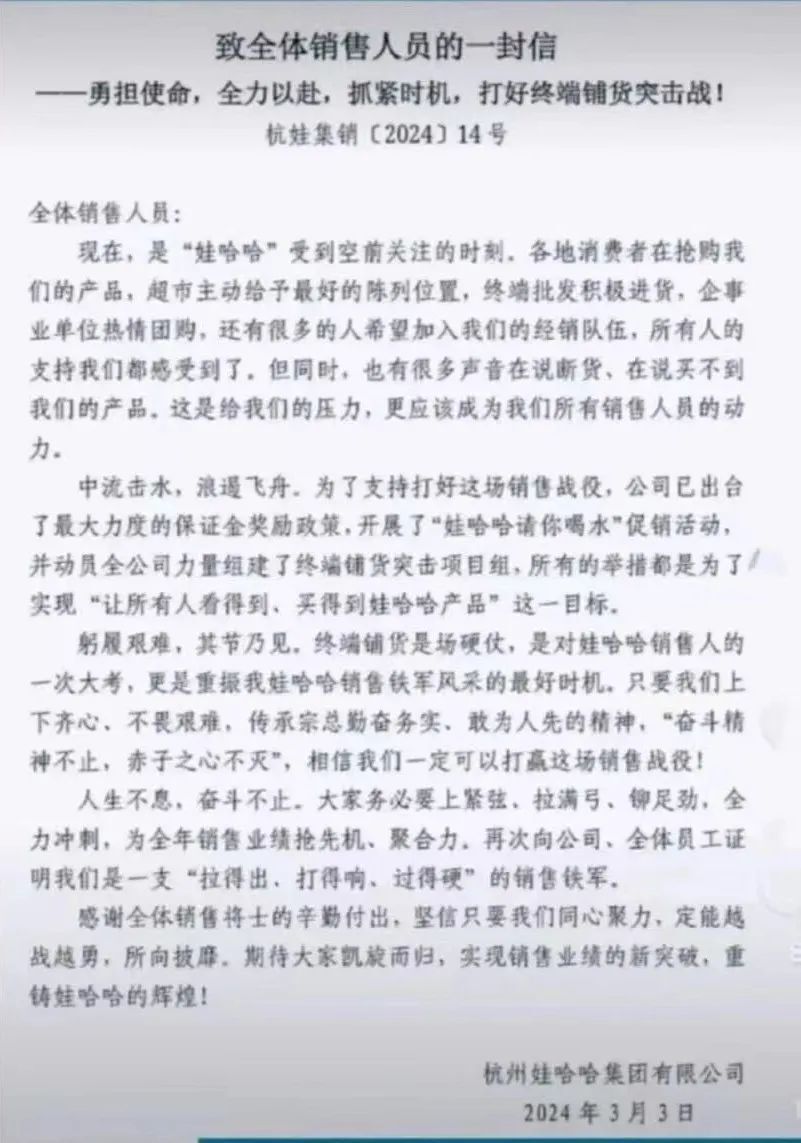 致全体销售人员的一封信
——勇担使命，全力以赴，抓紧时机，打好终端铺货突击战！
杭娃集销〔2024〕14号
全体销售人员：
现在，是“娃哈哈”受到空前关注的时刻。各地消费者在抢购我
们的产品，超市主动给予最好的陈列位置，终端批发积极进货，企事
业单位热情团购，还有很多的人希望加入我们的经销队伍，所有人的
支持我们都感受到了。但同时，也有很多声音在说断货、在说买不到
我们的产品。这是给我们的压力，更应该成为我们所有销售人员的动
力。
中流击水，浪遏飞舟。为了支持打好这场销售战役，公司已出台
了最大力度的保证金奖励政策，开展了“娃哈哈请你喝水”促销活动，
并动员全公司力量组建了终端铺货突击项目组，所有的举措都是为了
实现“让所有人看得到、买得到娃哈哈产品”这一目标。
躬履艰难，其节乃见。终端铺货是场硬仗，是对娃哈哈销售人的
一次大考，更是重振我娃哈哈销售铁军风采的最好时机。只要我们上
下齐心、不畏艰难，传承宗总勤奋务实、敢为人先的精神，“奋斗精
神不止，赤子之心不灭”，相信我们一定可以打赢这场销售战役！
人生不息，奋斗不止。大家务必要上紧弦、拉满弓、铆足劲，全
力冲刺，为全年销售业绩抢先机、聚合力。再次向公司、全体员工证
明我们是一支“拉得出、打得响、过得硬”的销售铁军。
感谢全体销售将士的辛勤付出，坚信只要我们同心聚力，定能越
战越勇，所向披靡。期待大家凯旋而归，实现销售业绩的新突破，重
铸娃哈哈的辉煌！
杭州娃哈哈集团有限公司
2024年3月3日